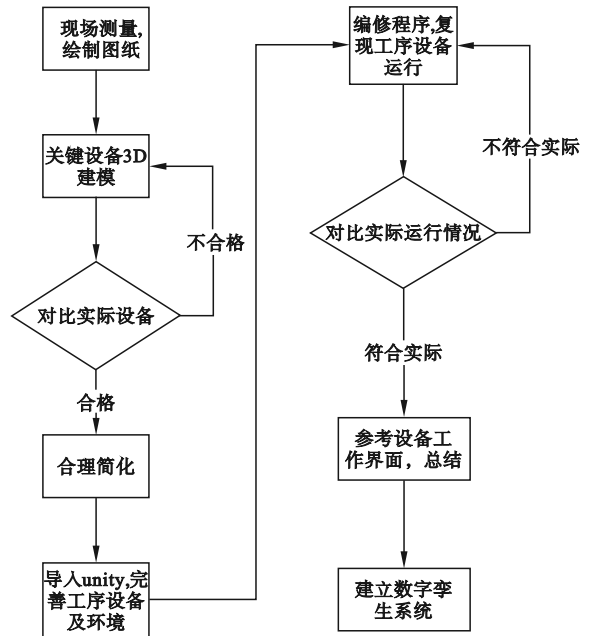 现场测量,
绘制图纸
关键设备3D
建模
不合格
对比实际设备
合格
合理简化
导入unity,完
善工序设备
及环境
编修程序,复
现工序设备
运行
不符合实际
对比实际运行情况
符合实际
参考设备工
作界面，总结
建立数字孪
生系统